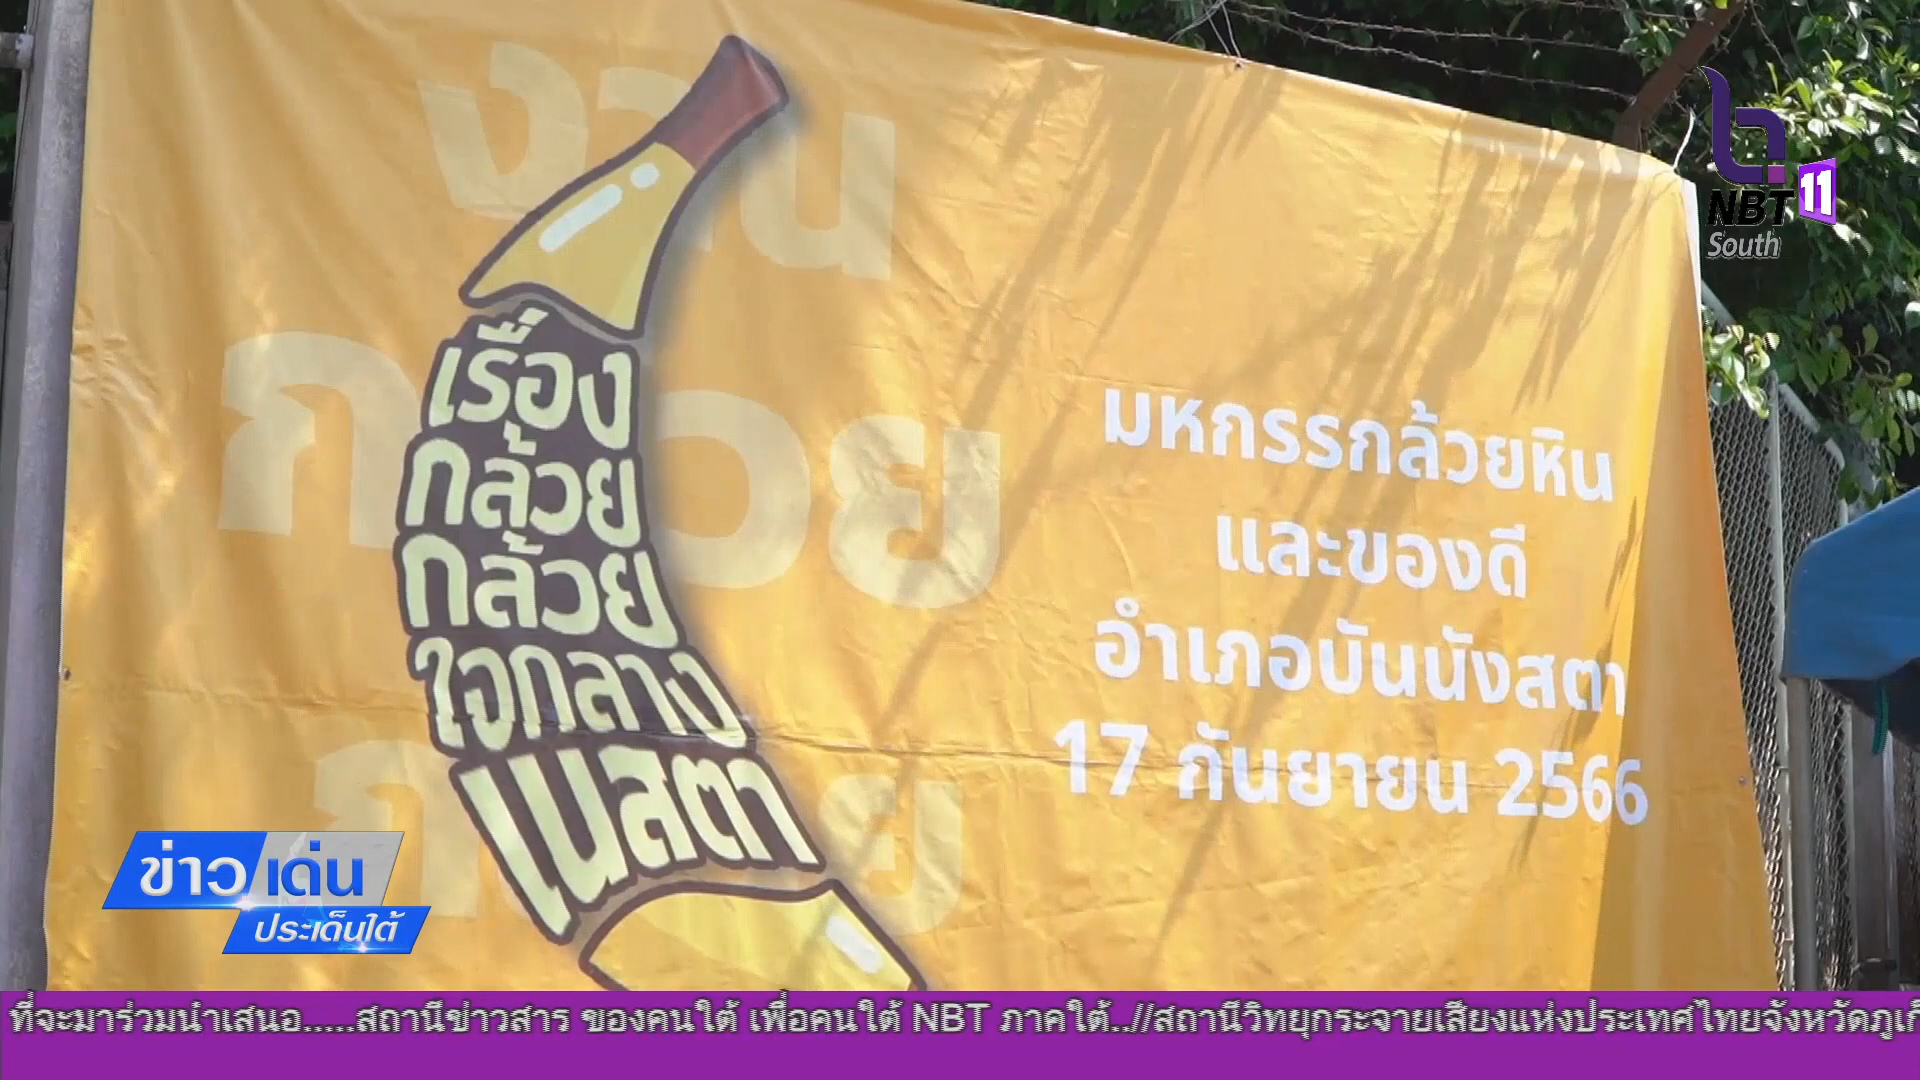 งาน
เรื่อง
กล้วย
กล้วย
ใจกลาง
เนสตา
มหกรรกล้วยหิน
และของดี
อำเภอบันนังสตา
17 กันยายน 2566
NBT 11
South
ข่าวเด่น
ประเด็นใต้
ที่จะมาร่วมนำเสนอ.....สถานีข่าวสาร ของคนใต้ เพื่อคนใต้ NBT ภาคใต้..//สถานีวิทยุกระจายเสียงแห่งประเทศไทยจังหวัดภูเก็